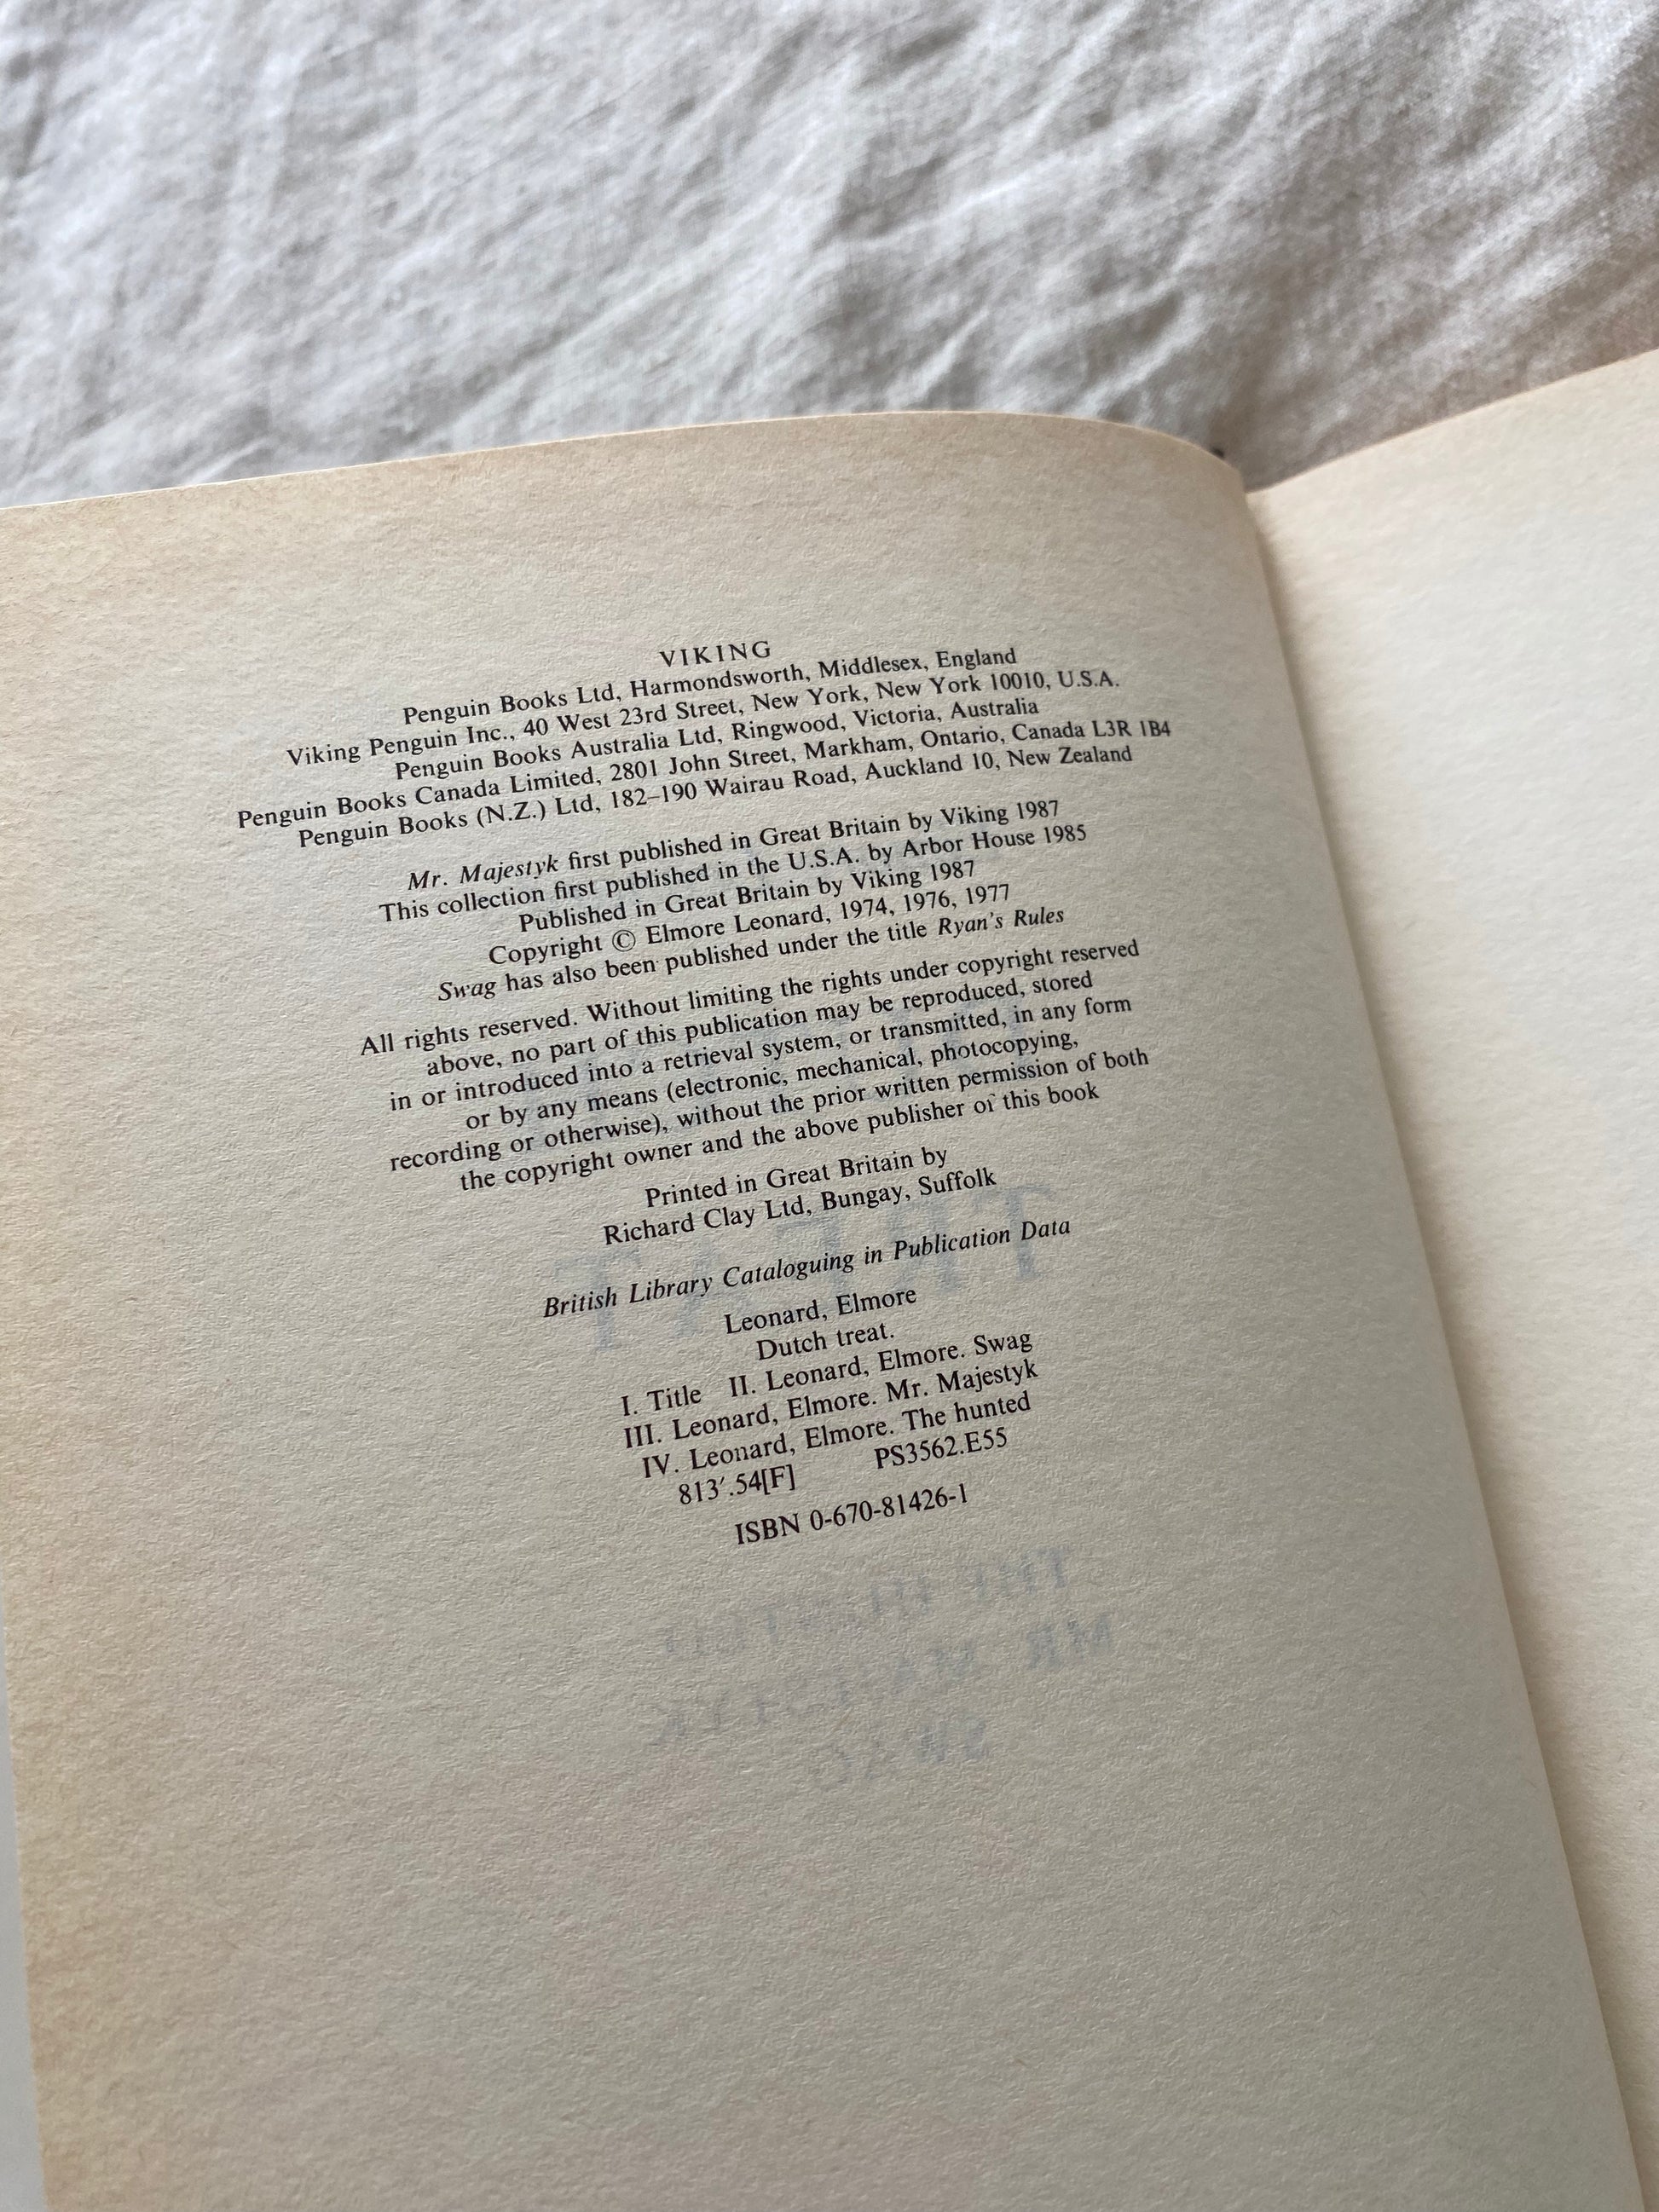 VIKING
Penguin Books Ltd, Harmondsworth, Middlesex, England
Viking Penguin Inc., 40 West 23rd Street, New York, New York 10010, U.S.A.
Penguin Books Australia Ltd, Ringwood, Victoria, Australia
Penguin Books Canada Limited, 2801 John Street, Markham, Ontario, Canada L3R 1B4
Penguin Books (N.Z.) Ltd, 182–190 Wairau Road, Auckland 10, New Zealand
Mr. Majestyk first published in Great Britain by Viking 1987
This collection first published in the U.S.A. by Arbor House 1985
Published in Great Britain by Viking 1987
Copyright © Elmore Leonard, 1974, 1976, 1977
Swag has also been published under the title Ryan's Rules
All rights reserved. Without limiting the rights under copyright reserved
above, no part of this publication may be reproduced, stored
in or introduced into a retrieval system, or transmitted, in any form
or by any means (electronic, mechanical, photocopying,
recording or otherwise), without the prior written permission of both
the copyright owner and the above publisher of this book
Printed in Great Britain by
Richard Clay Ltd, Bungay, Suffolk
British Library Cataloguing in Publication Data
Leonard, Elmore
Dutch treat.
I. Title II. Leonard, Elmore. Swag
III. Leonard, Elmore. Mr. Majestyk
IV. Leonard, Elmore. The hunted
813′.54[F] PS3562.E55
ISBN 0-670-81426-1